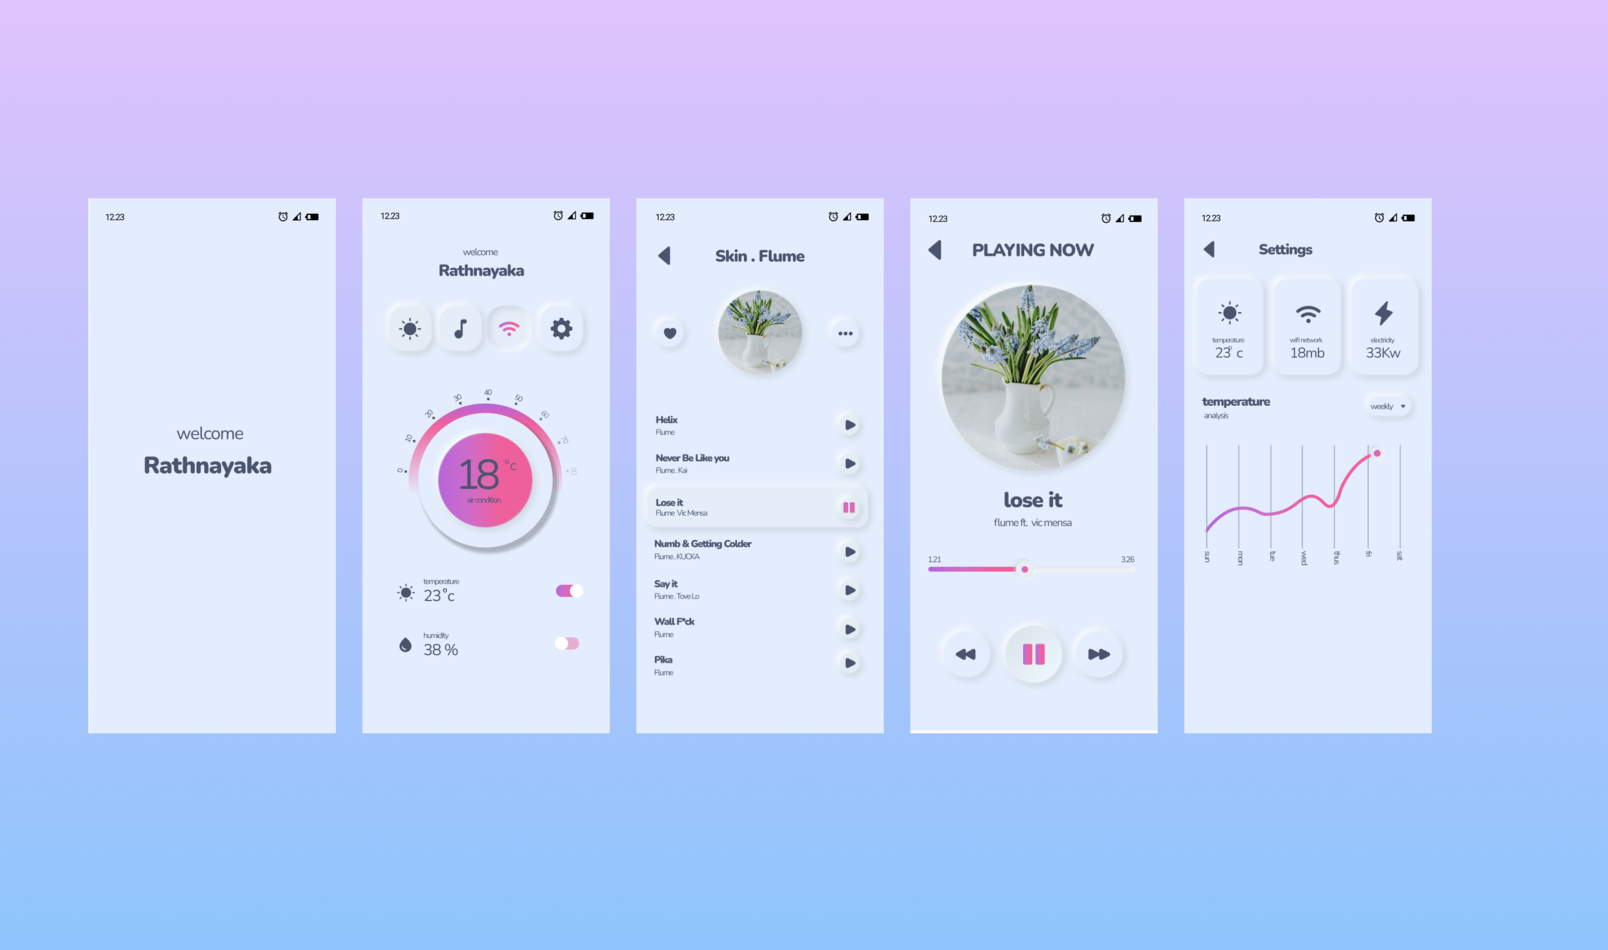 12.23
welcome
Rathnayaka
12.23
welcome
Rathnayaka
0
10
20
30
40
50
60
70
18 °c
air condition
temperature
23°c
humidity
38 %
12.23
Skin . Flume
Helix
Flume
Never Be Like you
Flume . Kai
Lose it
Flume Vic Mensa
Numb & Getting Colder
Flume . KUCKA
Say it
Flume . Tove Lo
Wall F*ck
Flume
Pika
Flume
12.23
PLAYING NOW
lose it
flume ft. vic mensa
1.21
3.26
12.23
Settings
temperature
23° c
wifi network
18mb
electricity
33Kw
temperature
analysis
weekly
sun
mon
tue
wed
thus
fri
sat